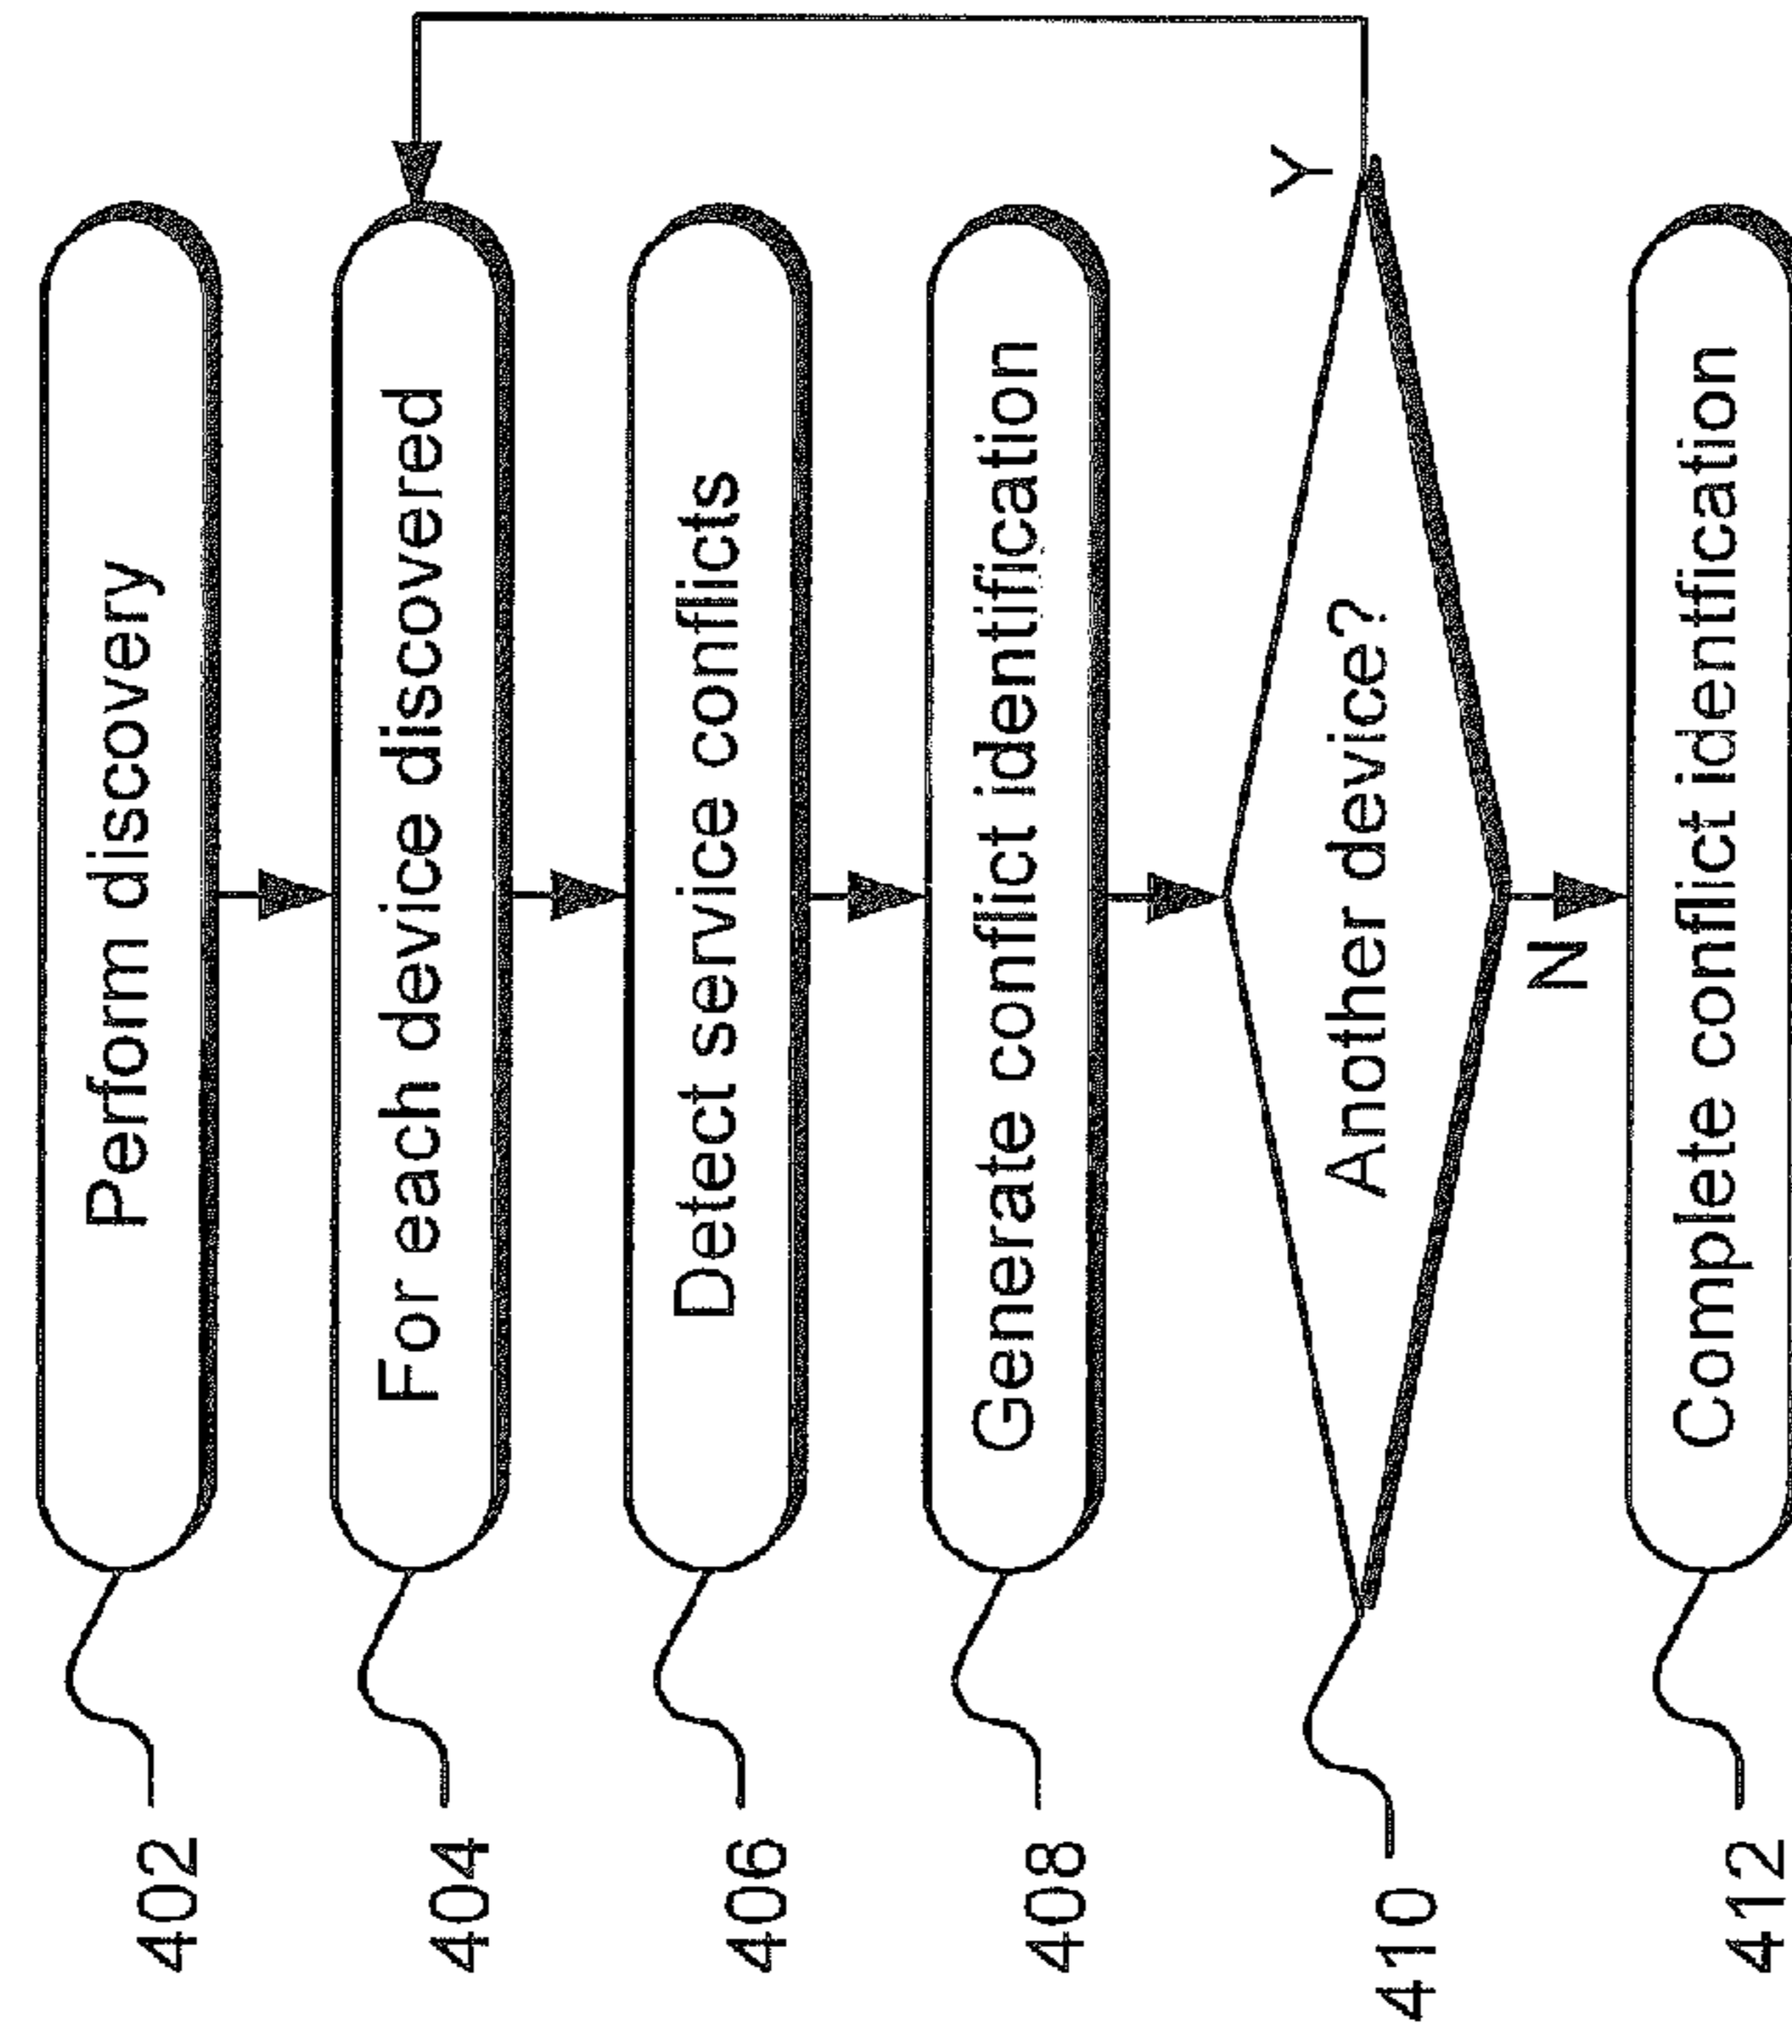 402
Perform discovery
404
For each device discovered
406
Detect service conflicts
408
Generate conflict identification
410
Another device?
Y
N
412
Complete conflict identification